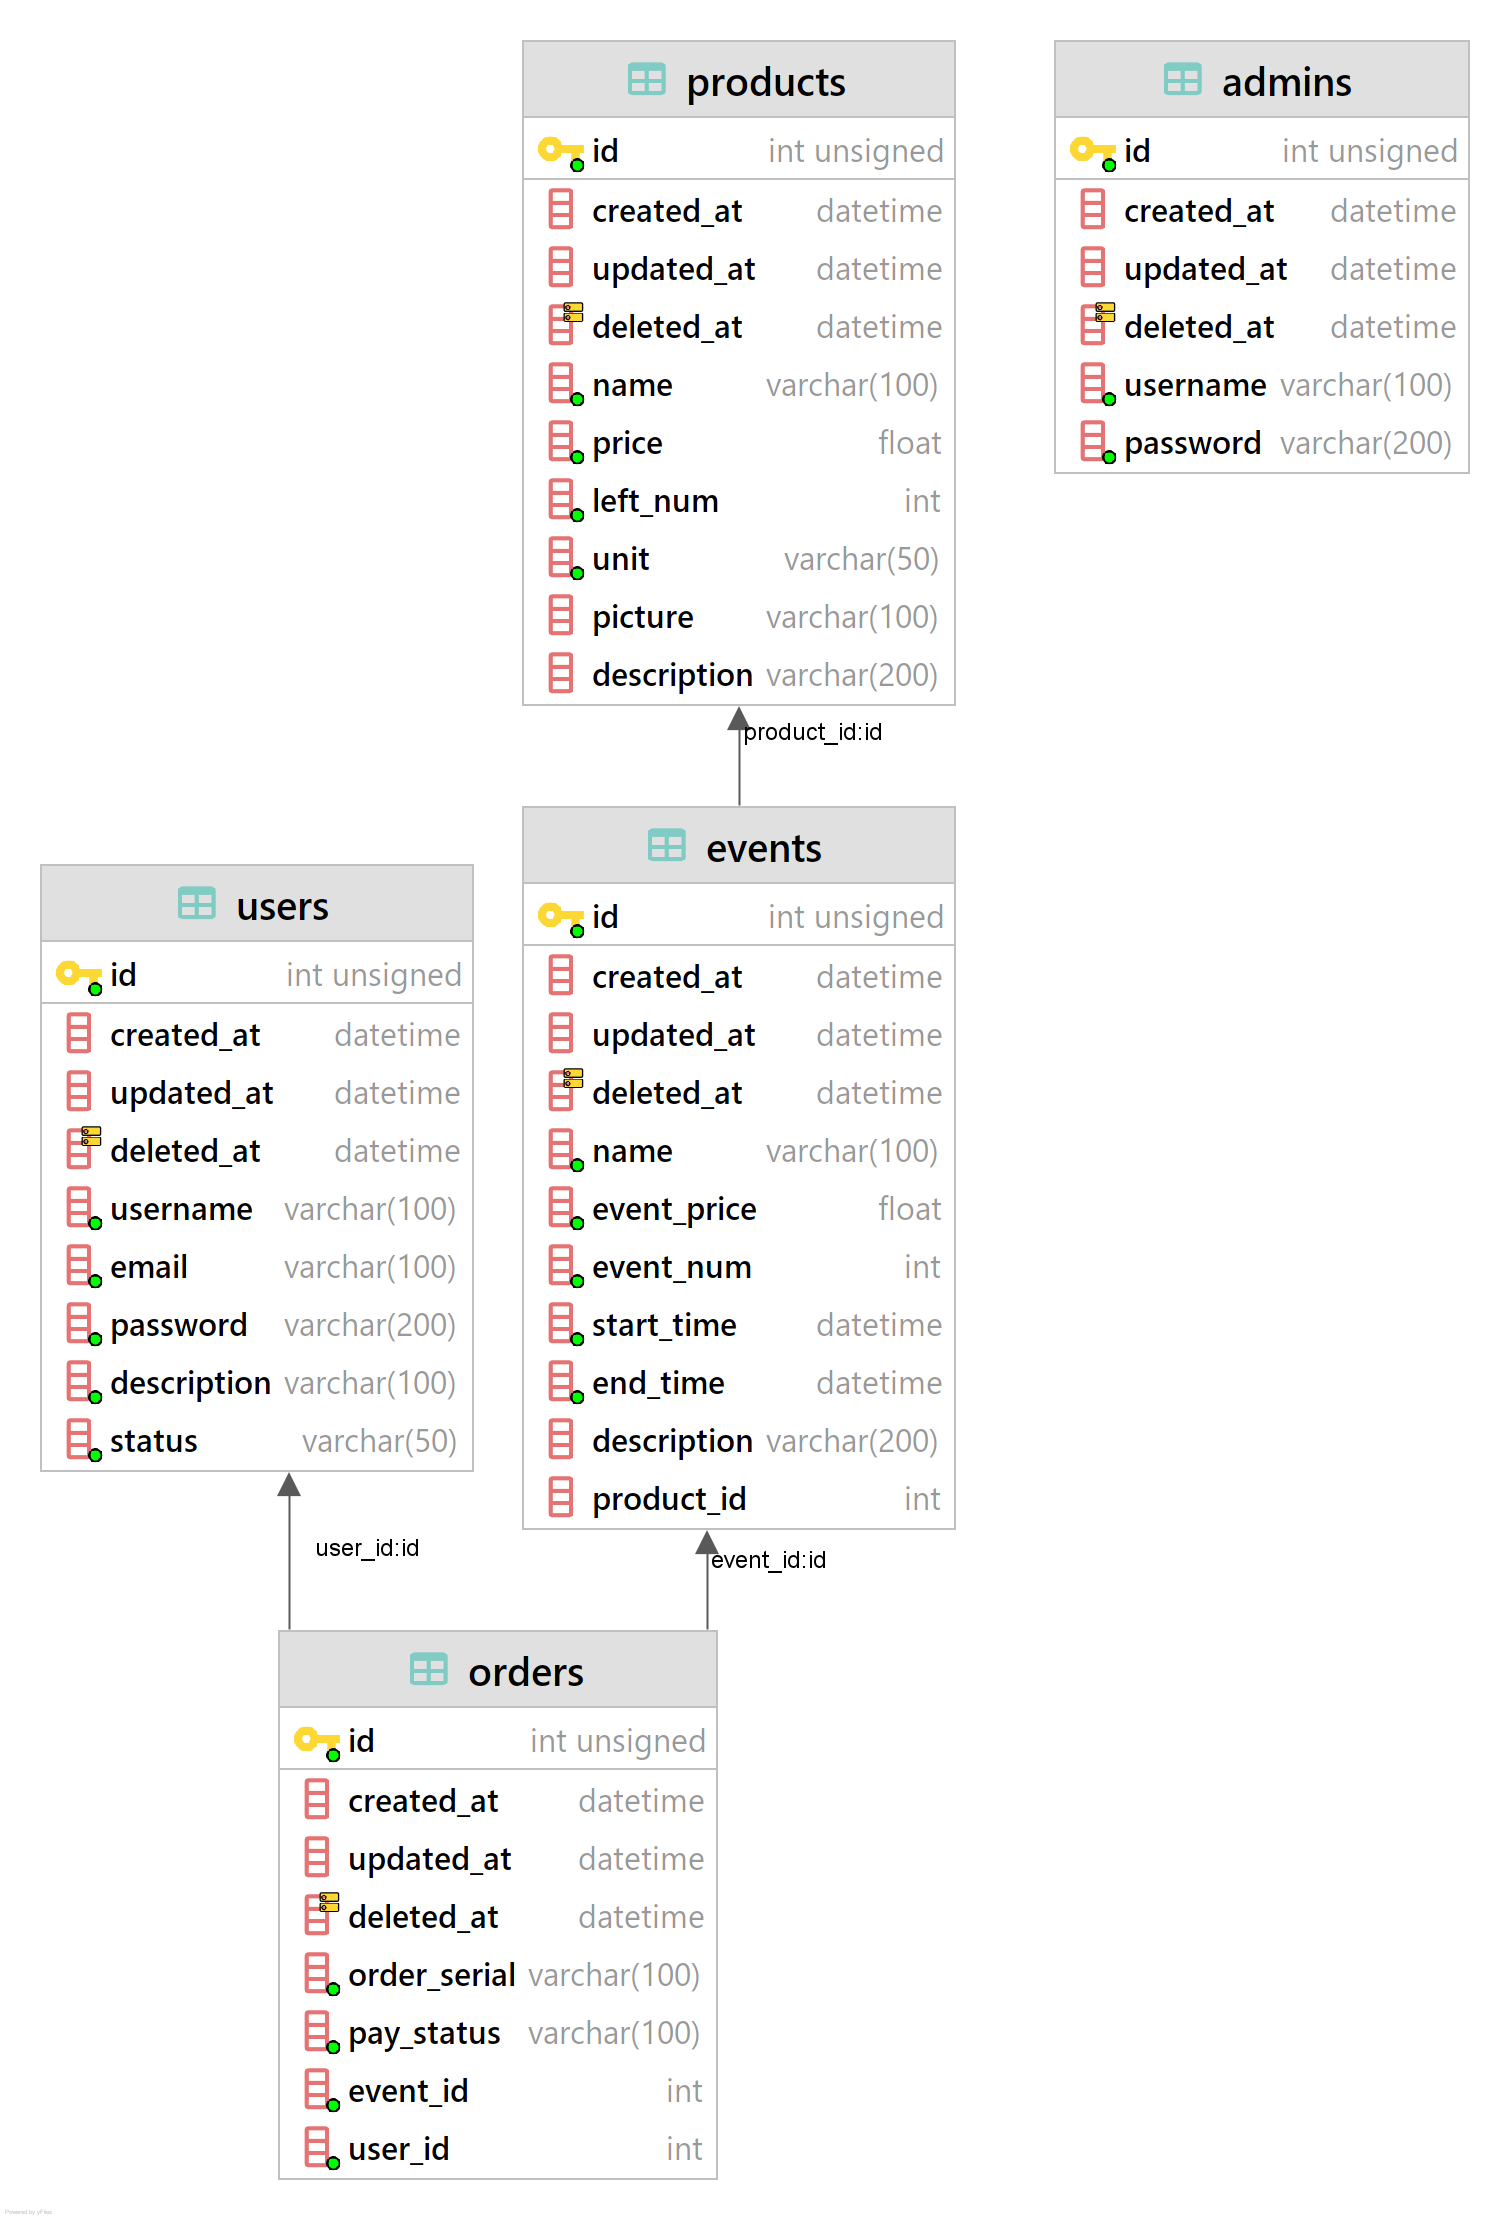 products
id int unsigned
created_at datetime
updated_at datetime
deleted_at datetime
name varchar(100)
price float
left_num int
unit varchar(50)
picture varchar(100)
description varchar(200)
admins
id int unsigned
created_at datetime
updated_at datetime
deleted_at datetime
username varchar(100)
password varchar(200)
product_id:id
users
id int unsigned
created_at datetime
updated_at datetime
deleted_at datetime
username varchar(100)
email varchar(100)
password varchar(200)
description varchar(100)
status varchar(50)
events
id int unsigned
created_at datetime
updated_at datetime
deleted_at datetime
name varchar(100)
event_price float
event_num int
start_time datetime
end_time datetime
description varchar(200)
product_id int
user_id:id
event_id:id
orders
id int unsigned
created_at datetime
updated_at datetime
deleted_at datetime
order_serial varchar(100)
pay_status varchar(100)
event_id int
user_id int
Powered by yFiles